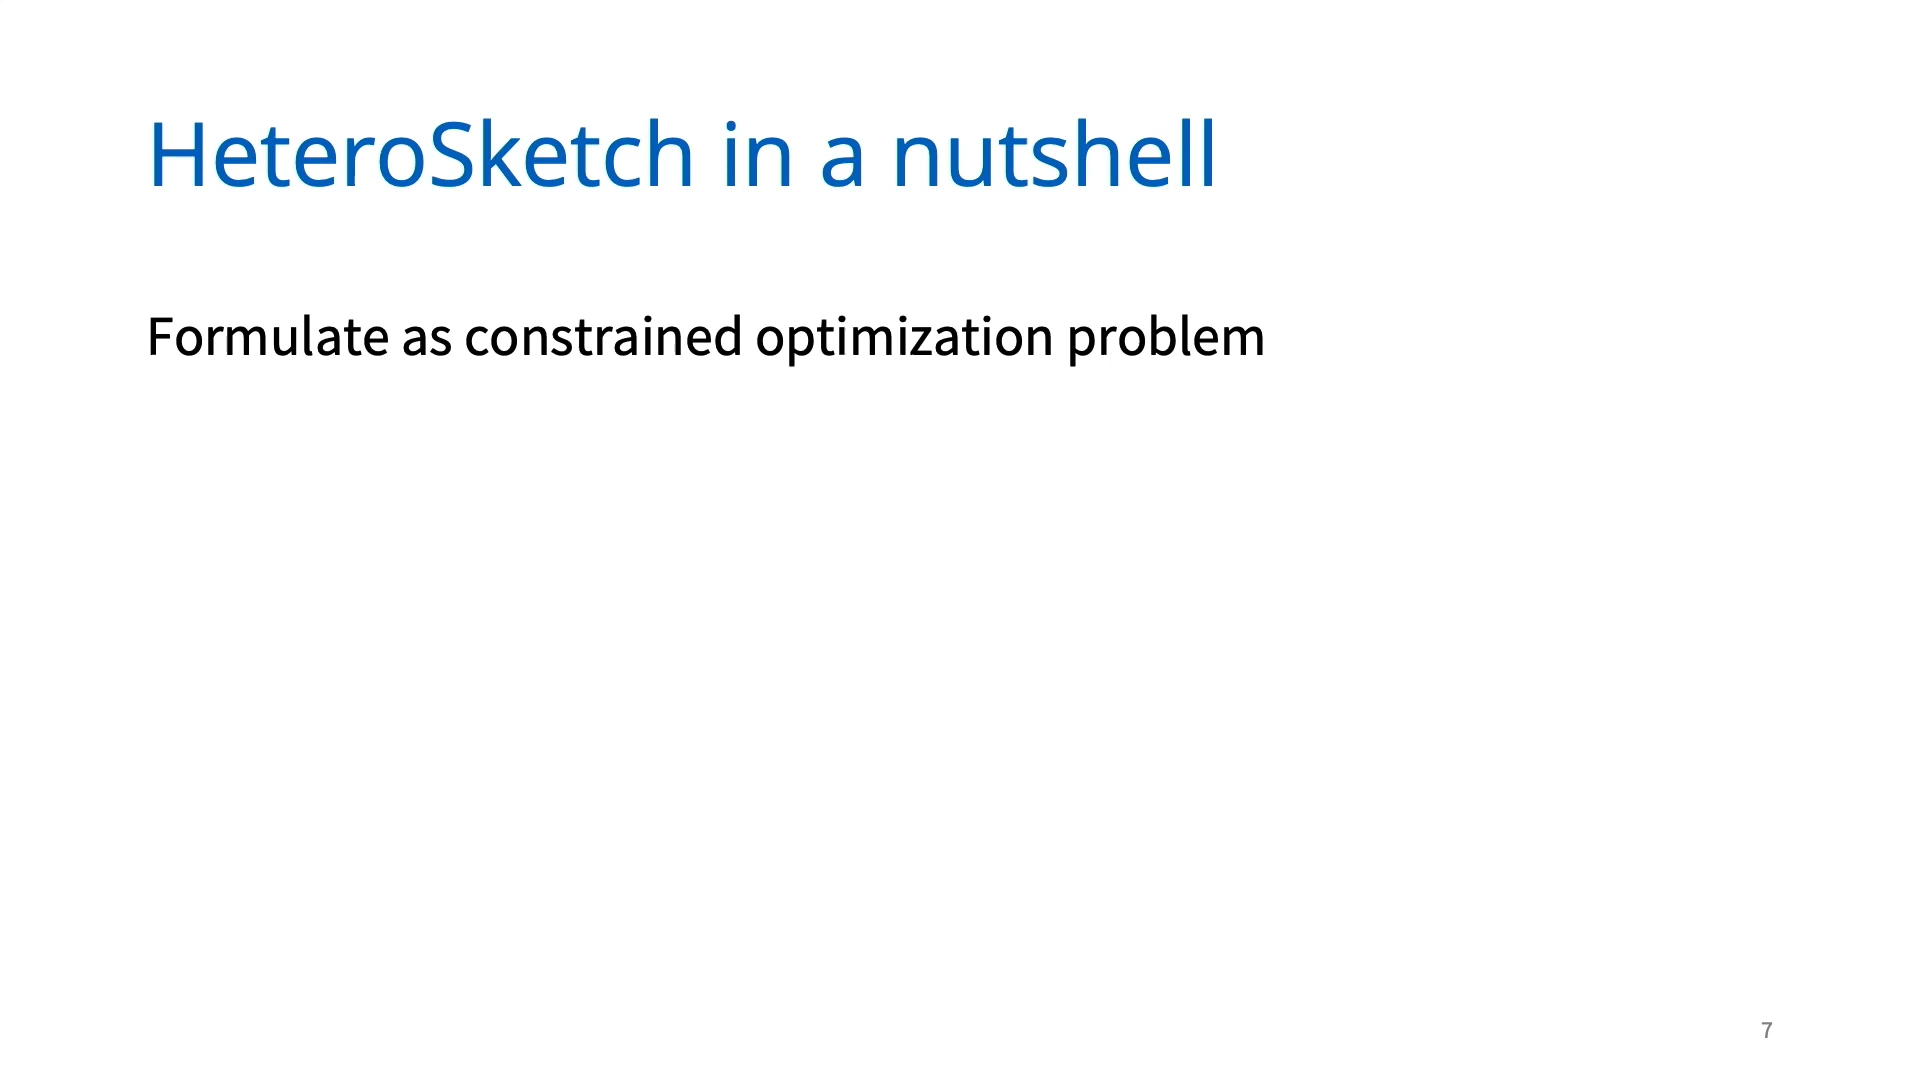 HeteroSketch in a nutshell
Formulate as constrained optimization problem
7